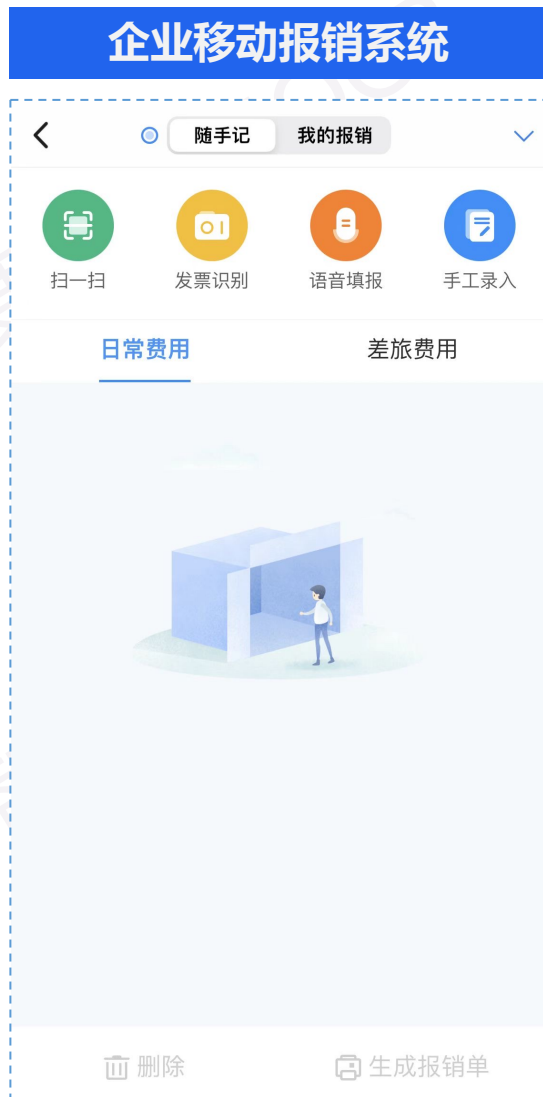 企业移动报销系统
随手记 我的报销
扫一扫 发票识别 语音填报 手工录入
日常费用 差旅费用
删除 生成报销单